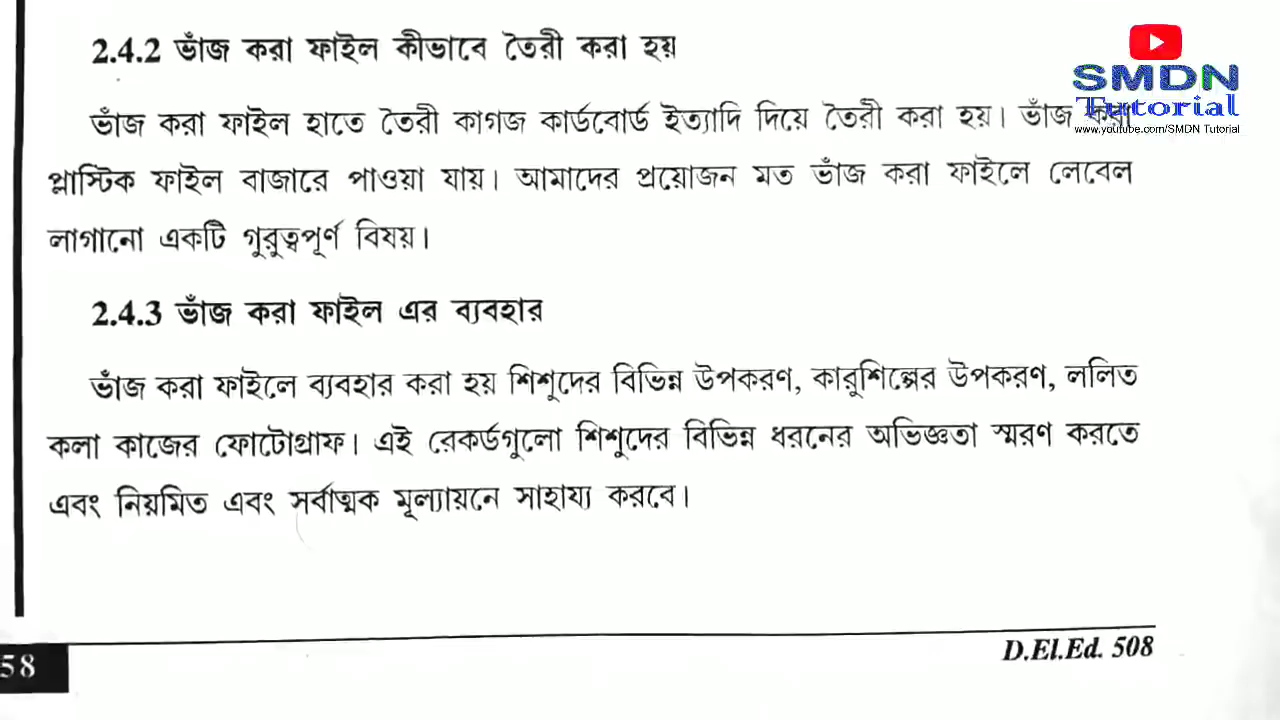 2.4.2 ভাঁজ করা ফাইল কীভাবে তৈরী করা হয়
SMDN
Tutorial
www.youtube.com/SMDN Tutorial
ভাঁজ করা ফাইল হাতে তৈরী কাগজ কার্ডবোর্ড ইত্যাদি দিয়ে তৈরী করা হয়। ভাঁজ করা
প্লাস্টিক ফাইল বাজারে পাওয়া যায়। আমাদের প্রয়োজন মত ভাঁজ করা ফাইলে লেবেল
লাগানো একটি গুরুত্বপূর্ণ বিষয়।
2.4.3 ভাঁজ করা ফাইল এর ব্যবহার
ভাঁজ করা ফাইলে ব্যবহার করা হয় শিশুদের বিভিন্ন উপকরণ, কারুশিল্পের উপকরণ, ললিত
কলা কাজের ফোটোগ্রাফ। এই রেকর্ডগুলো শিশুদের বিভিন্ন ধরনের অভিজ্ঞতা স্মরণ করতে
এবং নিয়মিত এবং সর্বাত্মক মূল্যায়নে সাহায্য করবে।
58
D.El.Ed. 508